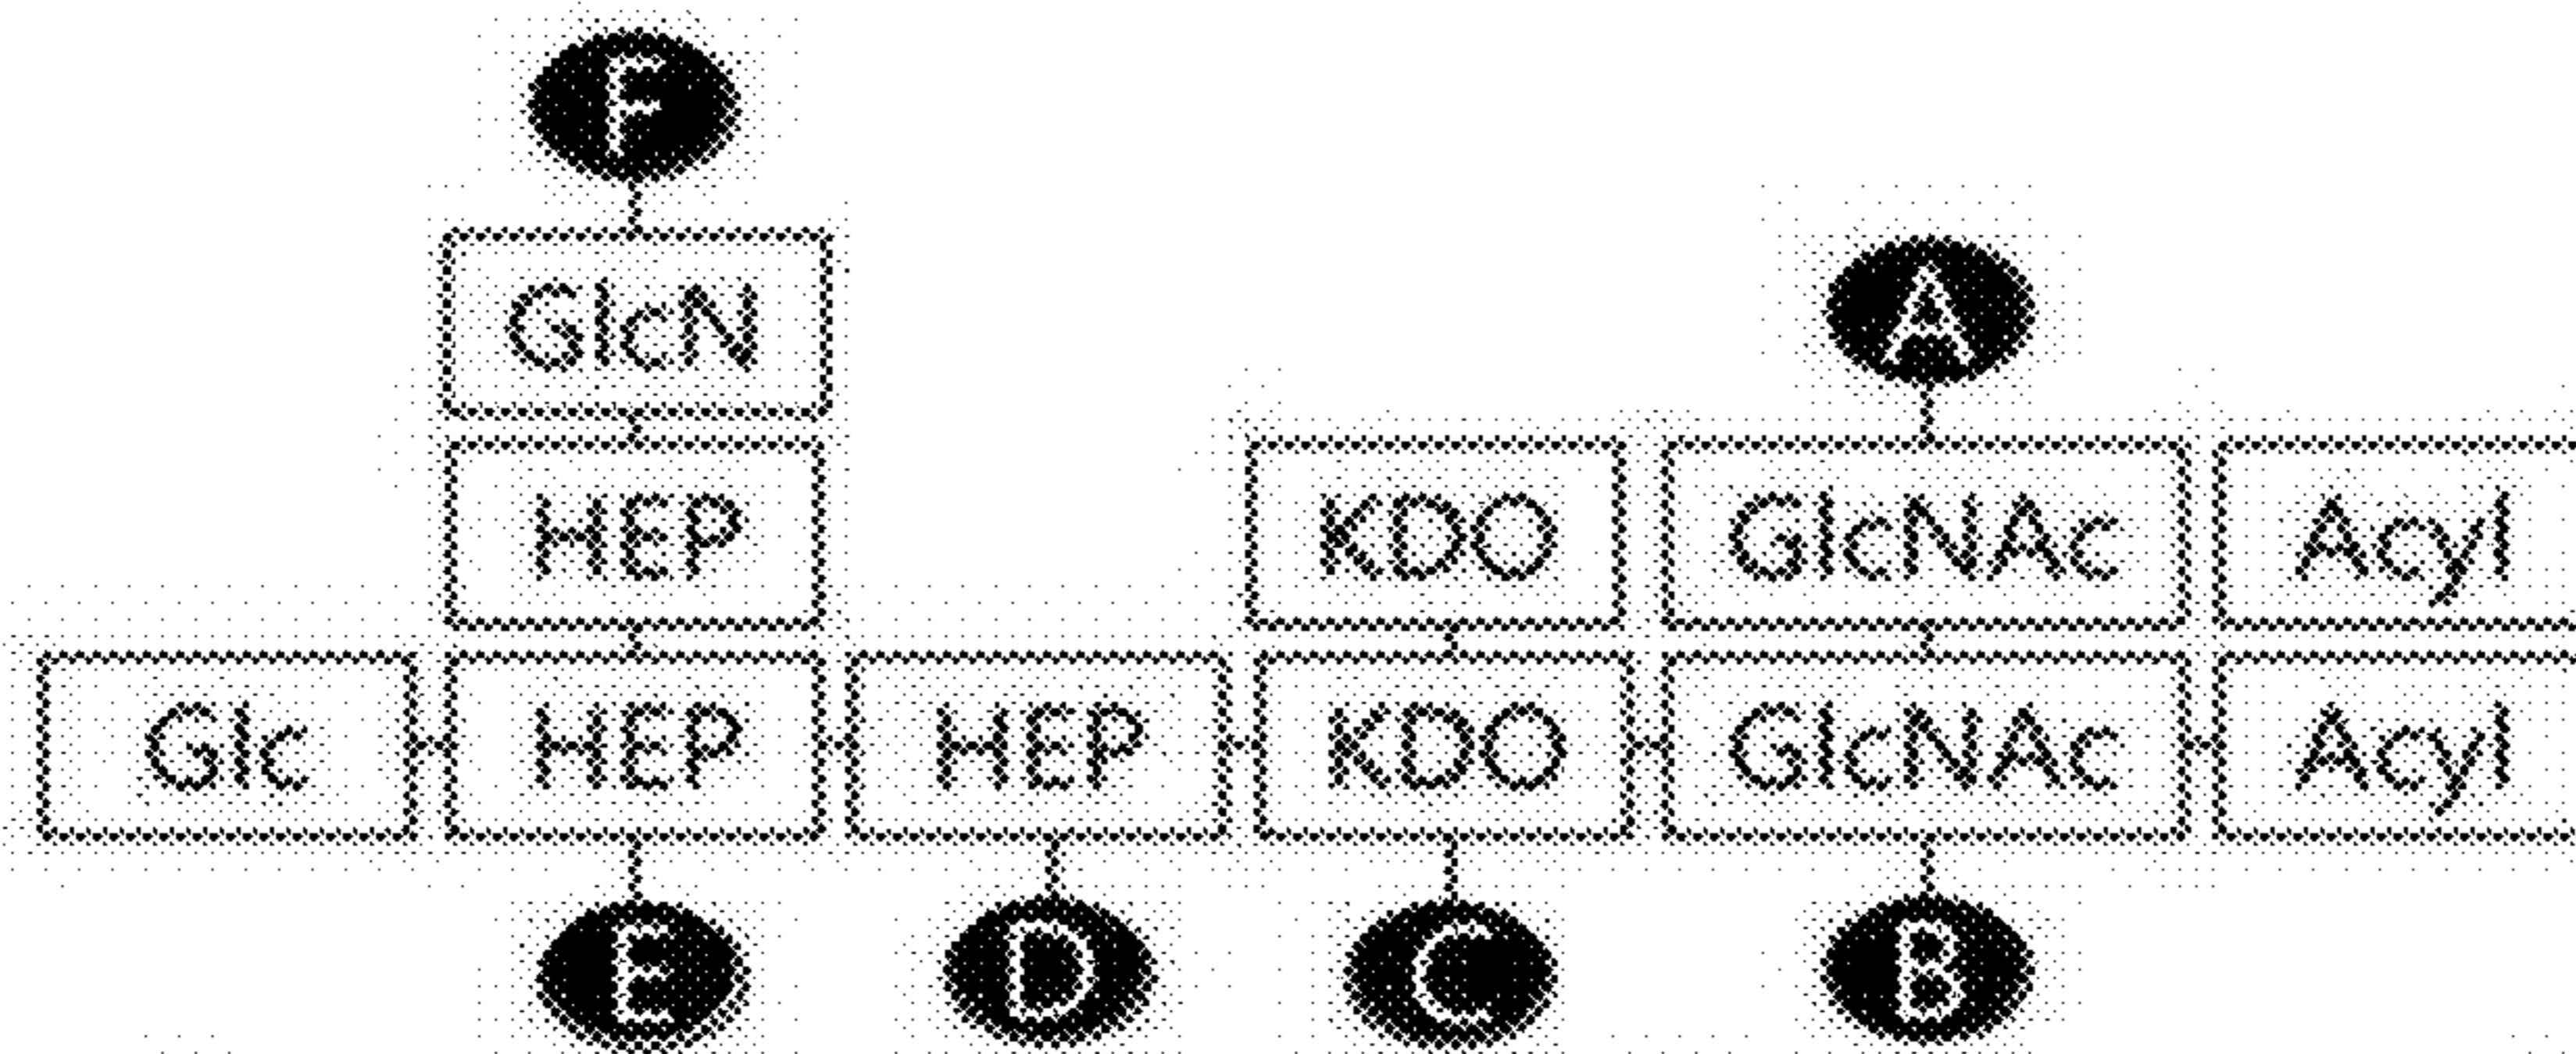 F
GlcN
A
HEP KDO GlcNAc Acyl
Glc HEP HEP KDO GlcNAc Acyl
E D C B